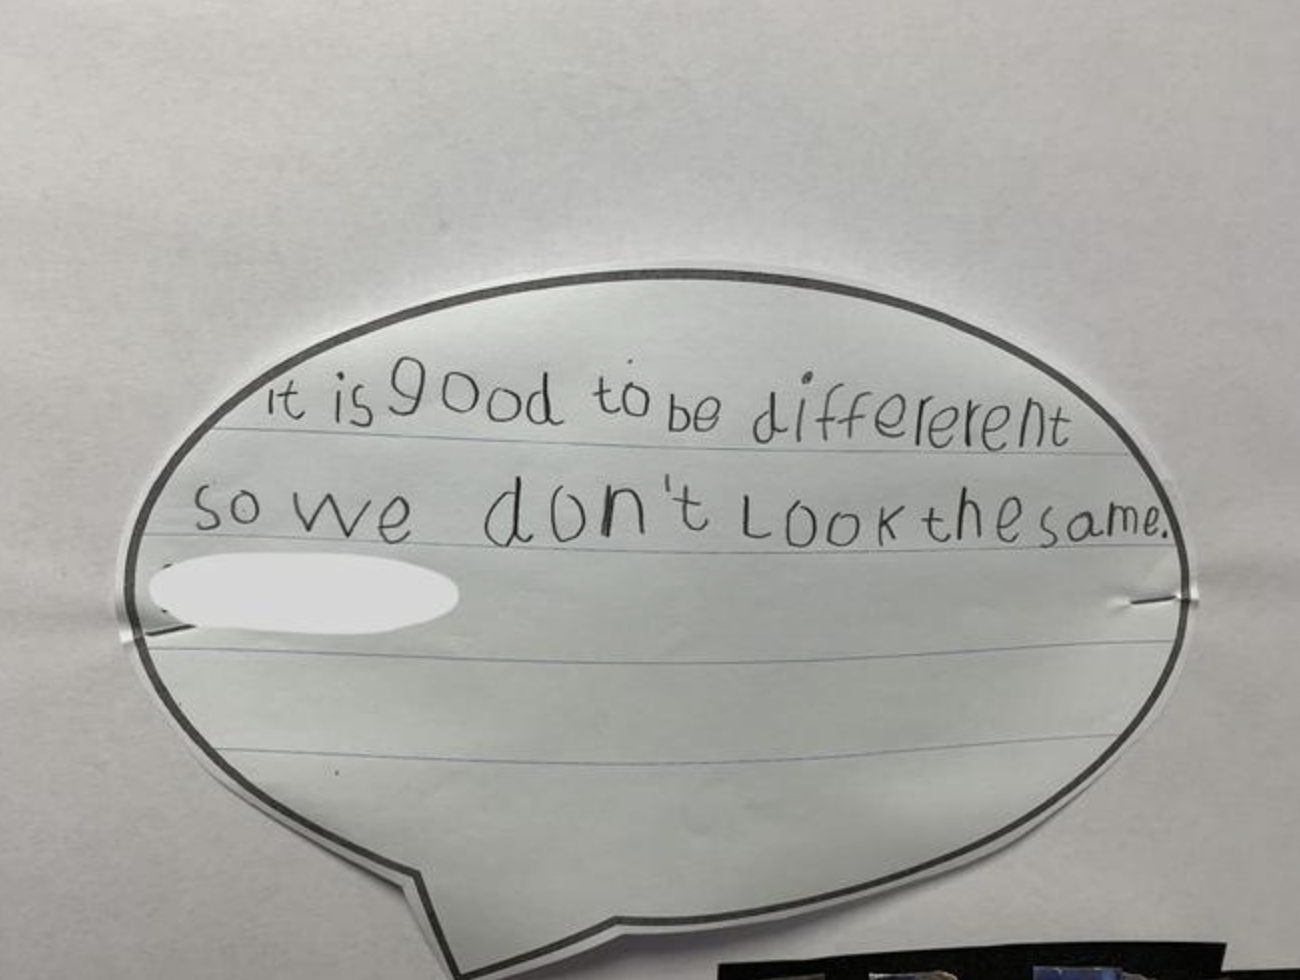 it is good to be differerent
so we don't Look the same.